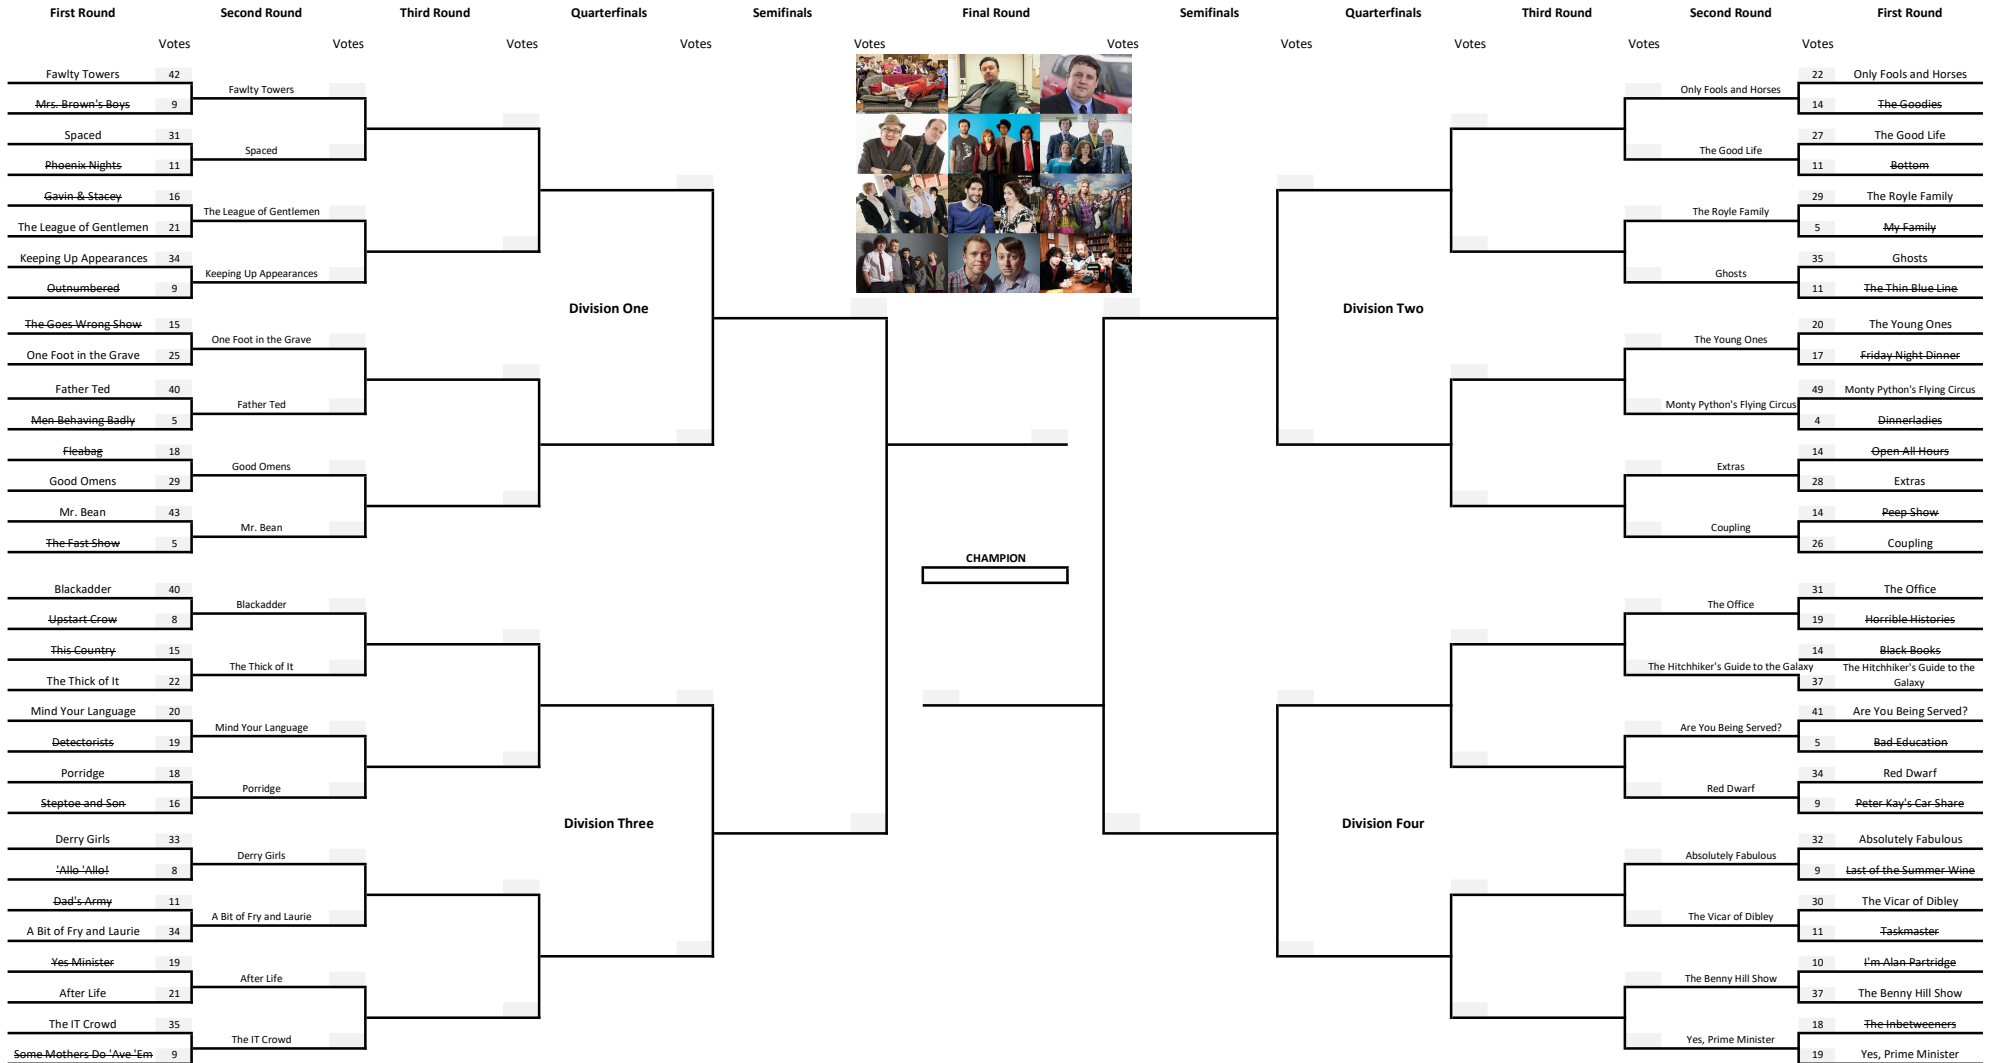 First Round Second Round Third Round Quarterfinals Semifinals Final Round Semifinals Quarterfinals Third Round Second Round First Round
Votes Votes Votes Votes Votes Votes Votes Votes Votes Votes
Fawlty Towers 42 22 Only Fools and Horses
Fawlty Towers Only Fools and Horses
Mrs. Brown's Boys 9 14 The Goodies
Spaced 31 27 The Good Life
Spaced The Good Life
Phoenix Nights 11 11 Bottom
Gavin & Stacey 16 29 The Royle Family
The League of Gentlemen The Royle Family
The League of Gentlemen 21 5 My Family
Keeping Up Appearances 34 35 Ghosts
Keeping Up Appearances Ghosts
Outnumbered 9 11 The Thin Blue Line
Division One Division Two
The Goes Wrong Show 15 20 The Young Ones
One Foot in the Grave The Young Ones
One Foot in the Grave 25 17 Friday Night Dinner
Father Ted 40 49 Monty Python's Flying Circus
Father Ted Monty Python's Flying Circus
Men Behaving Badly 5 4 Dinnerladies
Fleabag 18 14 Open All Hours
Good Omens Extras
Good Omens 29 28 Extras
Mr. Bean 43 14 Peep Show
Mr. Bean Coupling
The Fast Show 5 26 Coupling
CHAMPION
Blackadder 40 31 The Office
Blackadder The Office
Upstart Crow 8 19 Horrible Histories
This Country 15 14 Black Books
The Thick of It The Hitchhiker's Guide to the Galaxy
The Thick of It 22 37 The Hitchhiker's Guide to the
Galaxy
Mind Your Language 20 41 Are You Being Served?
Mind Your Language Are You Being Served?
Detectorists 19 5 Bad Education
Porridge 18 34 Red Dwarf
Porridge Red Dwarf
Steptoe and Son 16 9 Peter Kay's Car Share
Division Three Division Four
Derry Girls 33 32 Absolutely Fabulous
Derry Girls Absolutely Fabulous
'Allo 'Allo! 8 9 Last of the Summer Wine
Dad's Army 11 30 The Vicar of Dibley
A Bit of Fry and Laurie The Vicar of Dibley
A Bit of Fry and Laurie 34 11 Taskmaster
Yes Minister 19 10 I'm Alan Partridge
After Life The Benny Hill Show
After Life 21 37 The Benny Hill Show
The IT Crowd 35 18 The Inbetweeners
The IT Crowd Yes, Prime Minister
Some Mothers Do 'Ave 'Em 9 19 Yes, Prime Minister